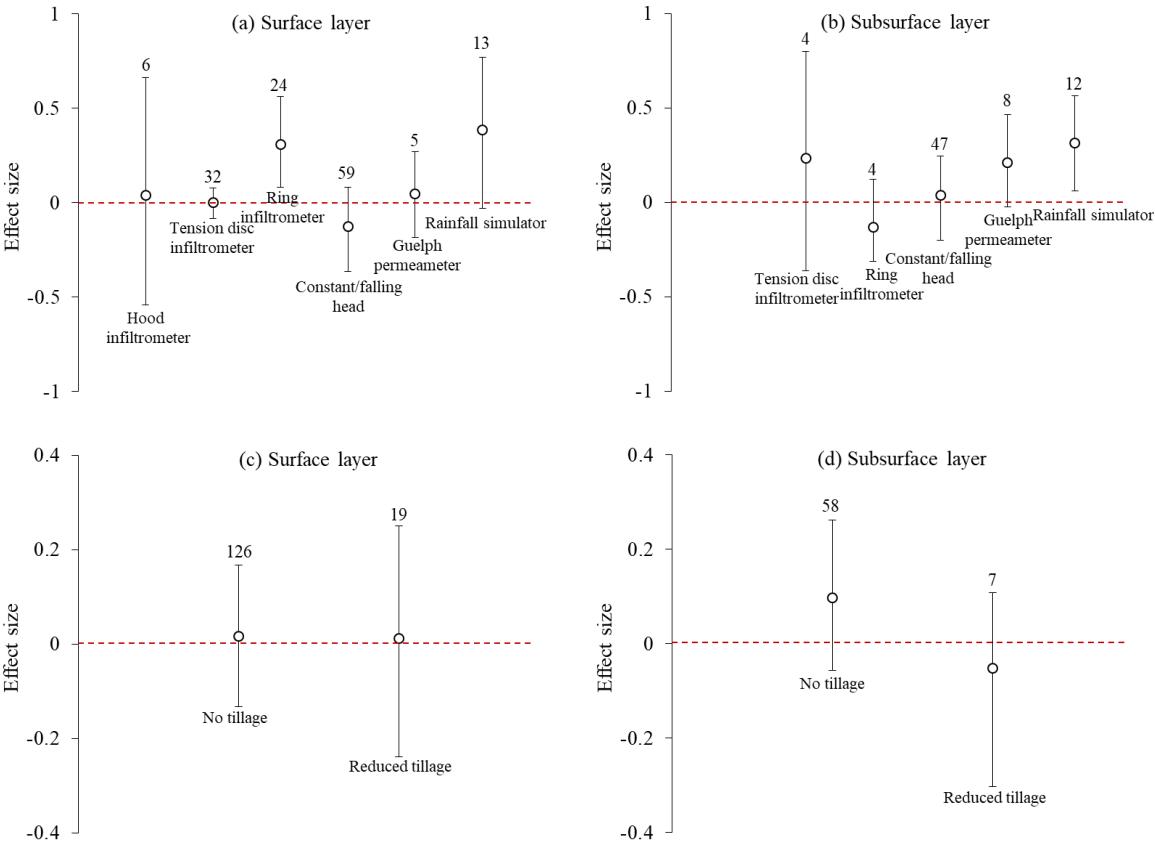 (a) Surface layer
Effect size
1
0.5
0
-0.5
-1
6
32
24
59
5
13
Hood
infiltrometer
Tension disc
infiltrometer
Ring
infiltrometer
Constant/falling
head
Guelph
permeameter
Rainfall simulator
(b) Subsurface layer
Effect size
1
0.5
0
-0.5
-1
4
4
47
8
12
Tension disc
infiltrometer
Ring
infiltrometer
Constant/falling
head
Guelph
permeameter
Rainfall simulator
(c) Surface layer
Effect size
0.4
0.2
0
-0.2
-0.4
126
19
No tillage
Reduced tillage
(d) Subsurface layer
Effect size
0.4
0.2
0
-0.2
-0.4
58
7
No tillage
Reduced tillage